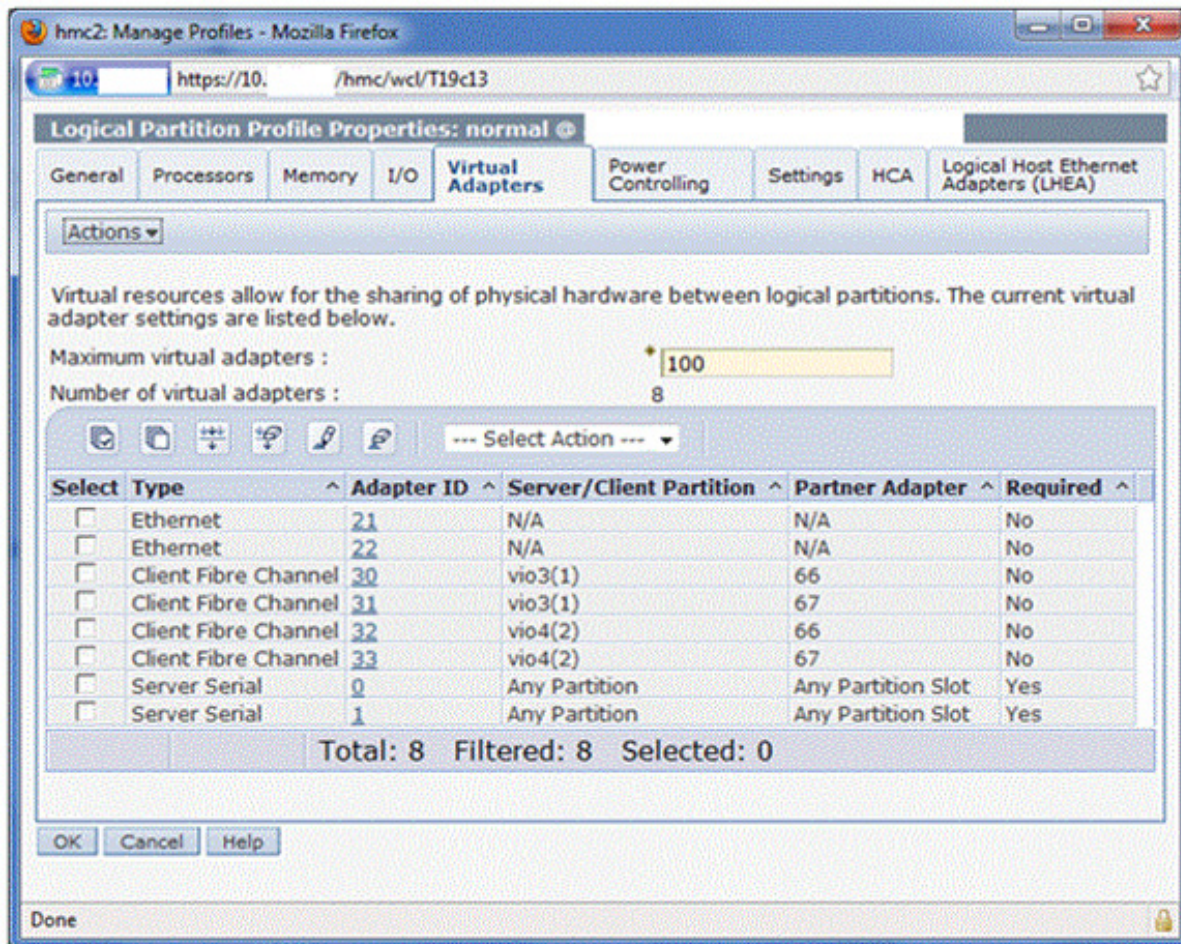 hmc2: Manage Profiles - Mozilla Firefox
10. https://10. /hmc/wcl/T19c13
Logical Partition Profile Properties: normal @
General Processors Memory I/O Virtual Adapters Power Controlling Settings HCA Logical Host Ethernet Adapters (LHEA)
Actions
Virtual resources allow for the sharing of physical hardware between logical partitions. The current virtual
adapter settings are listed below.
Maximum virtual adapters : * 100
Number of virtual adapters : 8
--- Select Action ---
Select Type ^ Adapter ID ^ Server/Client Partition ^ Partner Adapter ^ Required ^
Ethernet 21 N/A N/A No
Ethernet 22 N/A N/A No
Client Fibre Channel 30 vio3(1) 66 No
Client Fibre Channel 31 vio3(1) 67 No
Client Fibre Channel 32 vio4(2) 66 No
Client Fibre Channel 33 vio4(2) 67 No
Server Serial 0 Any Partition Any Partition Slot Yes
Server Serial 1 Any Partition Any Partition Slot Yes
Total: 8 Filtered: 8 Selected: 0
OK Cancel Help
Done